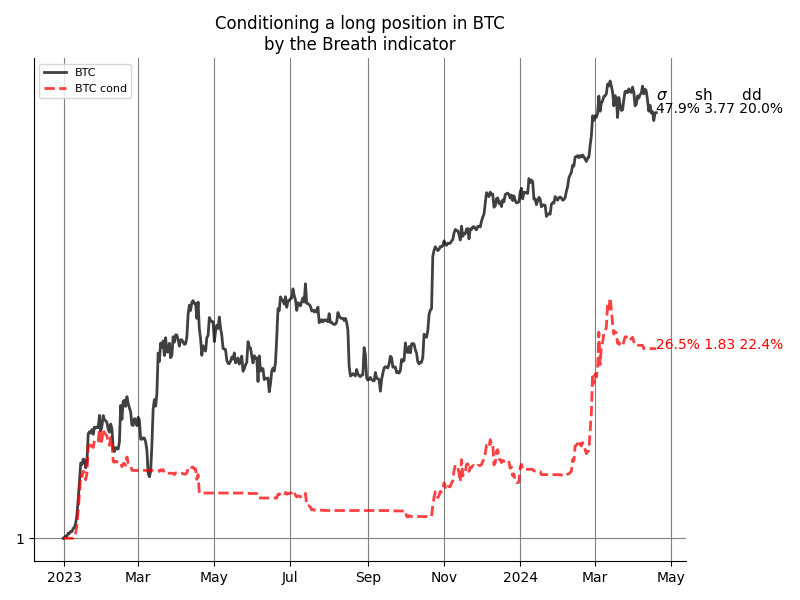 Conditioning a long position in BTC
by the Breath indicator
BTC
BTC cond
σ sh dd
47.9% 3.77 20.0%
26.5% 1.83 22.4%
1
2023 Mar May Jul Sep Nov 2024 Mar May